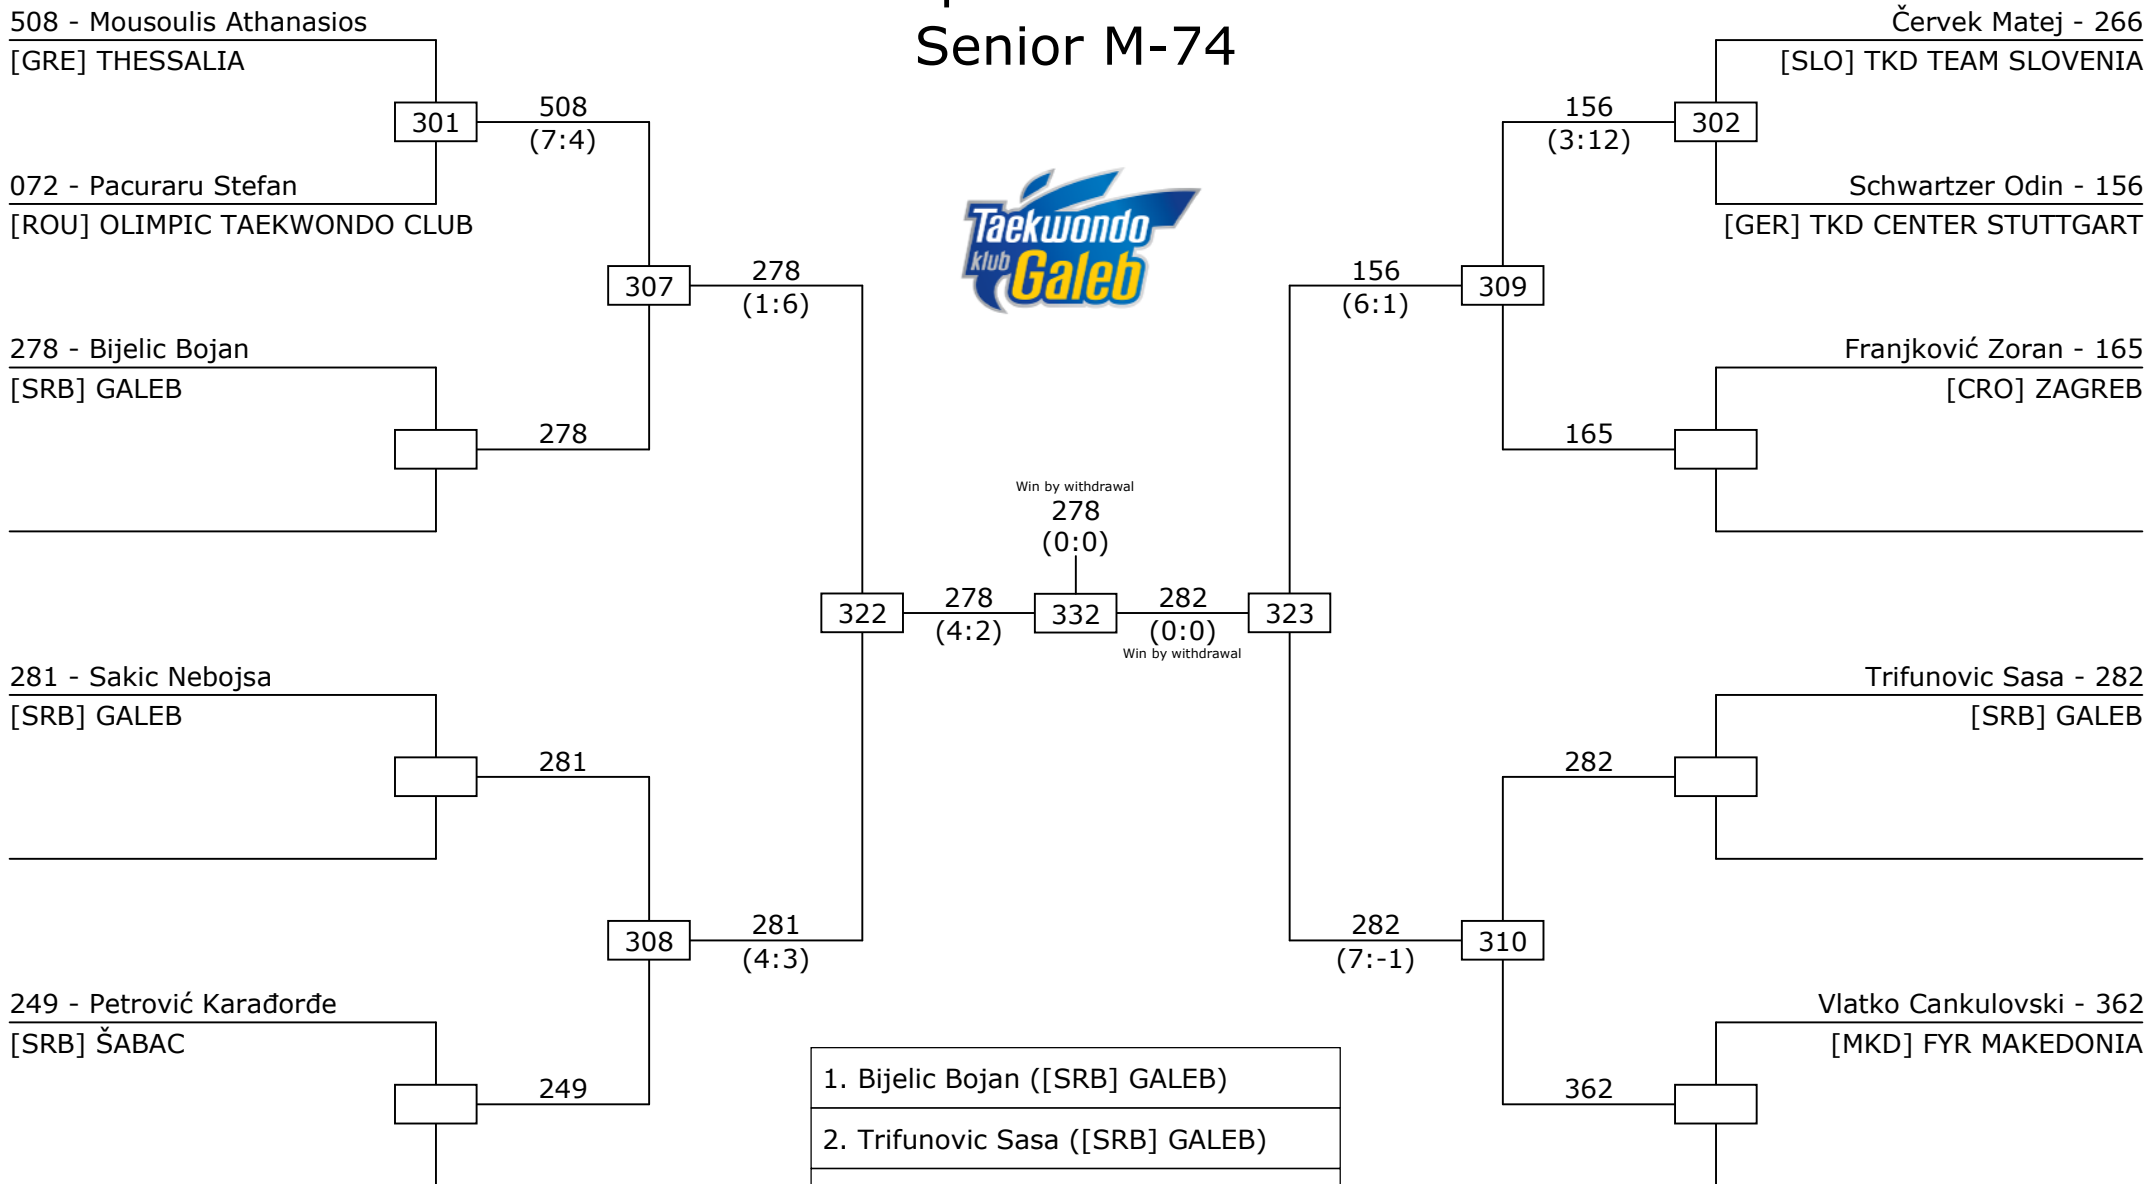 Senior M-74
508 - Mousoulis Athanasios
[GRE] THESSALIA
301
508
(7:4)
072 - Pacuraru Stefan
[ROU] OLIMPIC TAEKWONDO CLUB
307
278
(1:6)
278 - Bijelic Bojan
[SRB] GALEB
278
281 - Sakic Nebojsa
[SRB] GALEB
281
308
281
(4:3)
249 - Petrović Karađorđe
[SRB] ŠABAC
249
322
278
(4:2)
Taekwondo
klub Galeb
Win by withdrawal
278
(0:0)
332
282
(0:0)
Win by withdrawal
323
Červek Matej - 266
[SLO] TKD TEAM SLOVENIA
156
(3:12)
302
Schwartzer Odin - 156
[GER] TKD CENTER STUTTGART
156
(6:1)
309
Franjković Zoran - 165
[CRO] ZAGREB
165
Trifunovic Sasa - 282
[SRB] GALEB
282
282
(7:-1)
310
Vlatko Cankulovski - 362
[MKD] FYR MAKEDONIA
362
1. Bijelic Bojan ([SRB] GALEB)
2. Trifunovic Sasa ([SRB] GALEB)